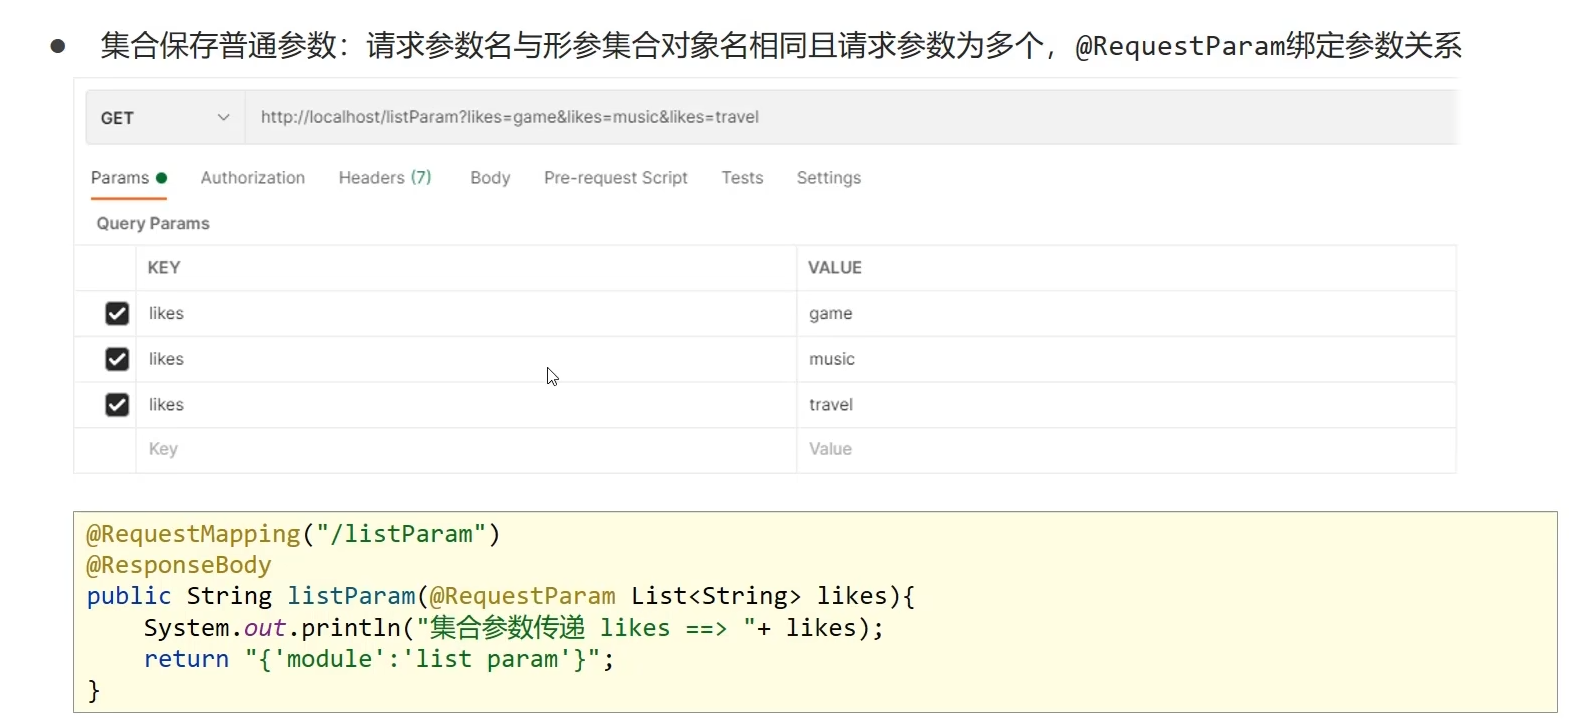 ● 集合保存普通参数：请求参数名与形参集合对象名相同且请求参数为多个，@RequestParam绑定参数关系
GET http://localhost/listParam?likes=game&likes=music&likes=travel
Params Authorization Headers (7) Body Pre-request Script Tests Settings
Query Params
KEY VALUE
likes game
likes music
likes travel
Key Value
@RequestMapping("/listParam")
@ResponseBody
public String listParam(@RequestParam List<String> likes){
    System.out.println("集合参数传递 likes ==> "+ likes);
    return "{'module':'list param'}";
}